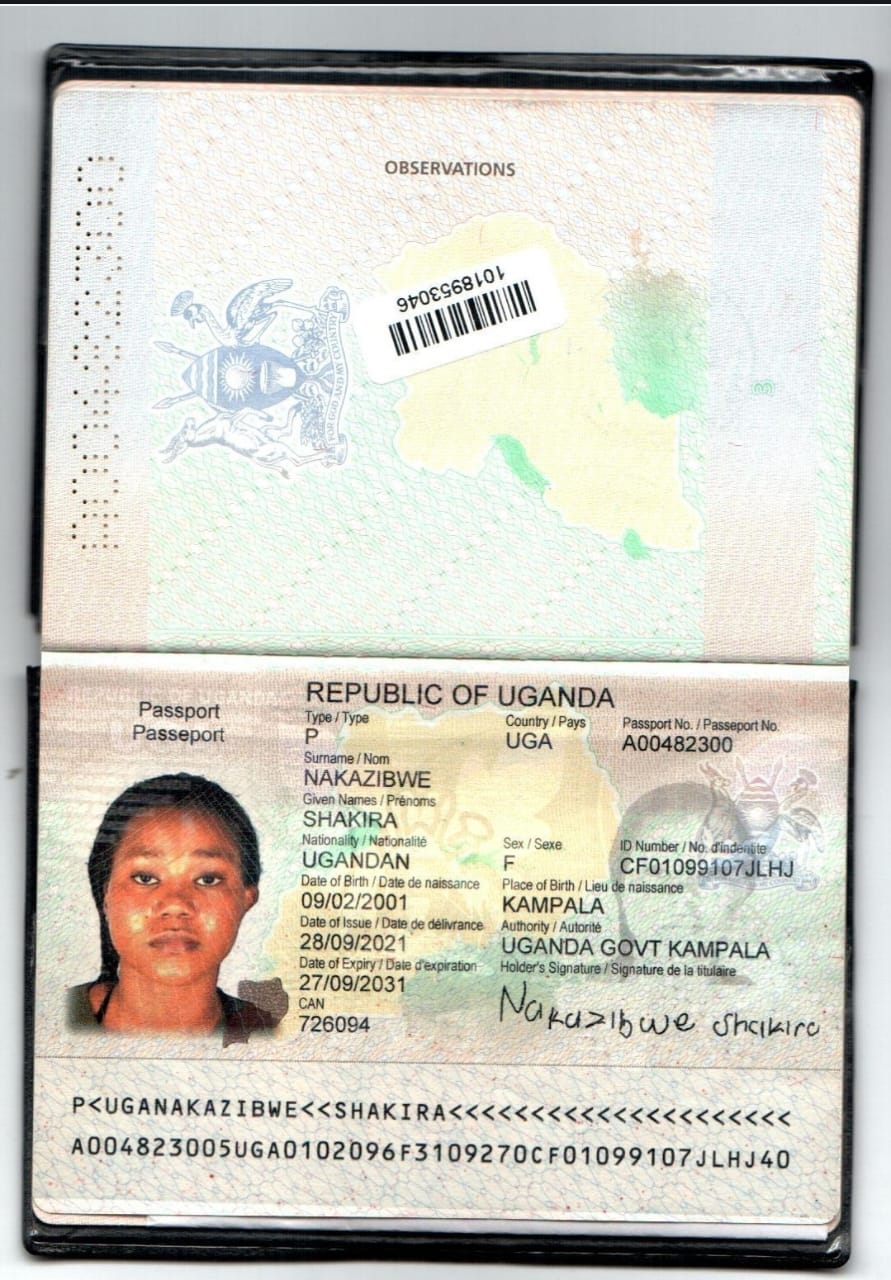 OBSERVATIONS
1018953046
FOR GOD AND MY COUNTRY
3
A00482300
REPUBLIC OF UGANDA
Passport
Passeport
Type / Type
P
Country / Pays
UGA
Passport No. / Passeport No.
A00482300
Surname / Nom
NAKAZIBWE
Given Names / Prénoms
SHAKIRA
Nationality / Nationalité
UGANDAN
Sex / Sexe
F
ID Number / No. d'indentite
CF01099107JLHJ
Date of Birth / Date de naissance
09/02/2001
Place of Birth / Lieu de naissance
KAMPALA
Date of Issue / Date de délivrance
28/09/2021
Authority / Autorité
UGANDA GOVT KAMPALA
Date of Expiry / Date d'expiration
27/09/2031
Holder's Signature / Signature de la titulaire
Nakazibwe Shakira
CAN
726094
P<UGANAKAZIBWE<<SHAKIRA<<<<<<<<<<<<<<<<<<<<<
A004823005UGA0102096F3109270CF01099107JLHJ40